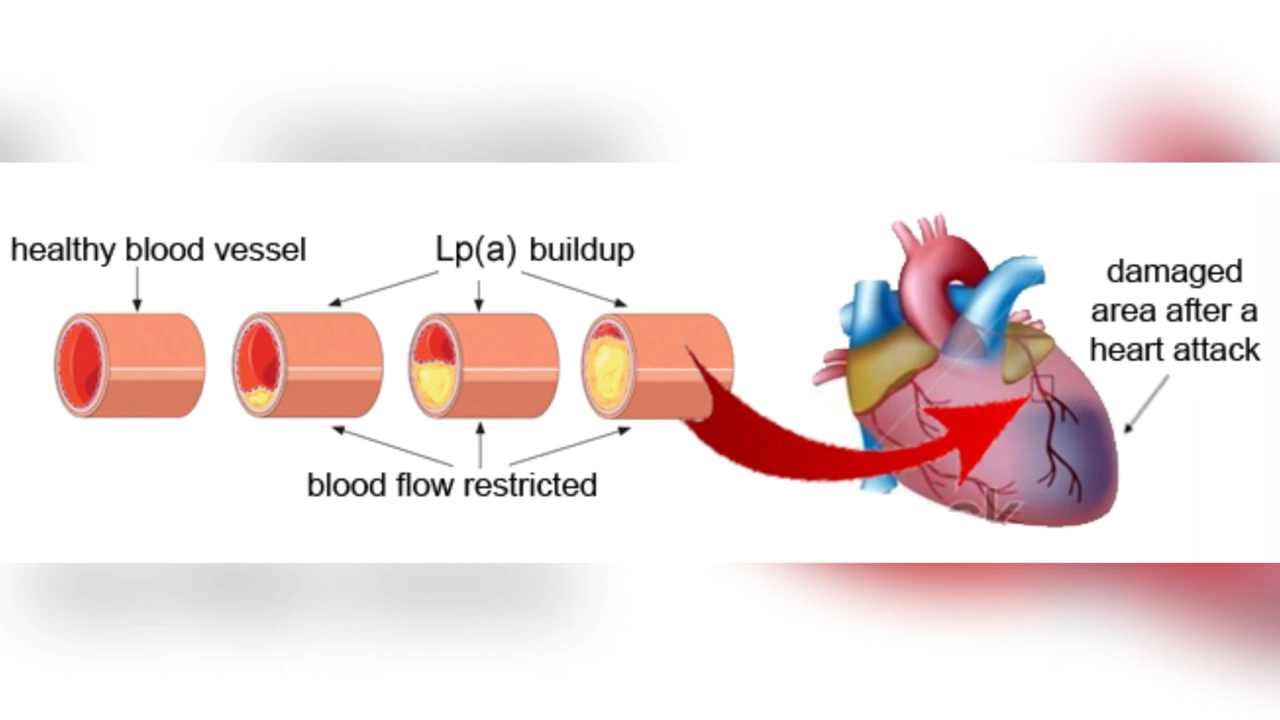 healthy blood vessel
Lp(a) buildup
blood flow restricted
damaged
area after a
heart attack